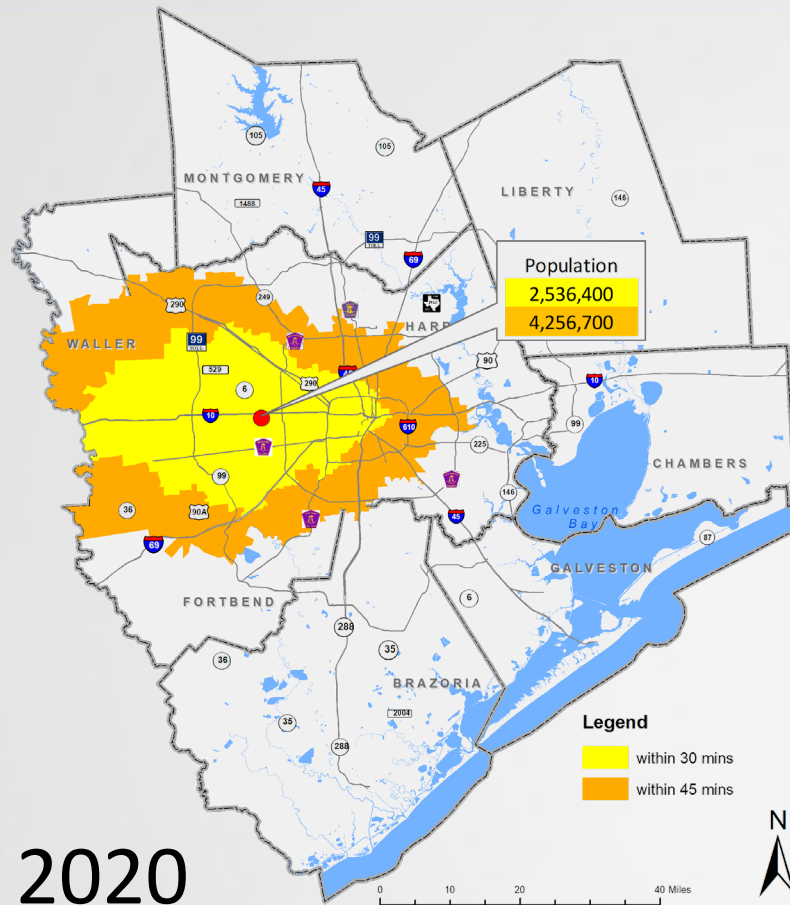 105
105
MONTGOMERY
45
LIBERTY
1488
146
99
69
Population
290
249
2,536,400
HARR
4,256,700
WALLER
99
529
45
90
290
6
10
10
99
610
225
CHAMBERS
99
146
36
90A
Galveston
Bay
45
69
87
GALVESTON
FORTBEND
6
288
35
36
BRAZORIA
2004
35
Legend
288
within 30 mins
within 45 mins
N
2020
0 10 20 40 Miles